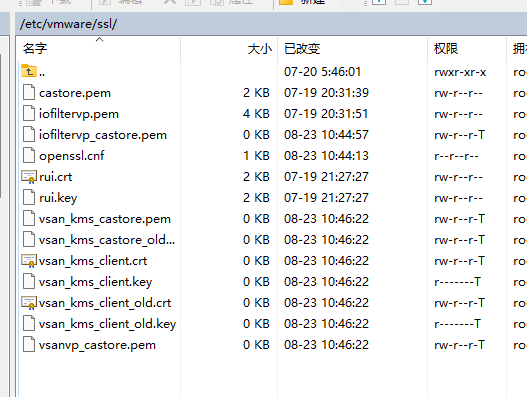 下载 编辑 属性 新建
/etc/vmware/ssl/
名字 大小 已改变 权限
.. 07-20 5:46:01 rwxr-xr-x ro
castore.pem 2 KB 07-19 20:31:39 rw-r--r-- ro
iofiltervp.pem 4 KB 07-19 20:31:51 rw-r--r-- ro
iofiltervp_castore.pem 0 KB 08-23 10:44:57 rw-r--r-T ro
openssl.cnf 1 KB 08-23 10:44:13 r--r--r-- ro
rui.crt 2 KB 07-19 21:27:27 rw-r--r-- ro
rui.key 2 KB 07-19 21:27:27 rw-r--r-- ro
vsan_kms_castore.pem 0 KB 08-23 10:46:22 rw-r--r-T ro
vsan_kms_castore_old... 0 KB 08-23 10:46:22 rw-r--r-T ro
vsan_kms_client.crt 0 KB 08-23 10:46:22 rw-r--r-T ro
vsan_kms_client.key 0 KB 08-23 10:46:22 r-------T ro
vsan_kms_client_old.crt 0 KB 08-23 10:46:22 rw-r--r-T ro
vsan_kms_client_old.key 0 KB 08-23 10:46:22 r-------T ro
vsanvp_castore.pem 0 KB 08-23 10:46:22 rw-r--r-T ro